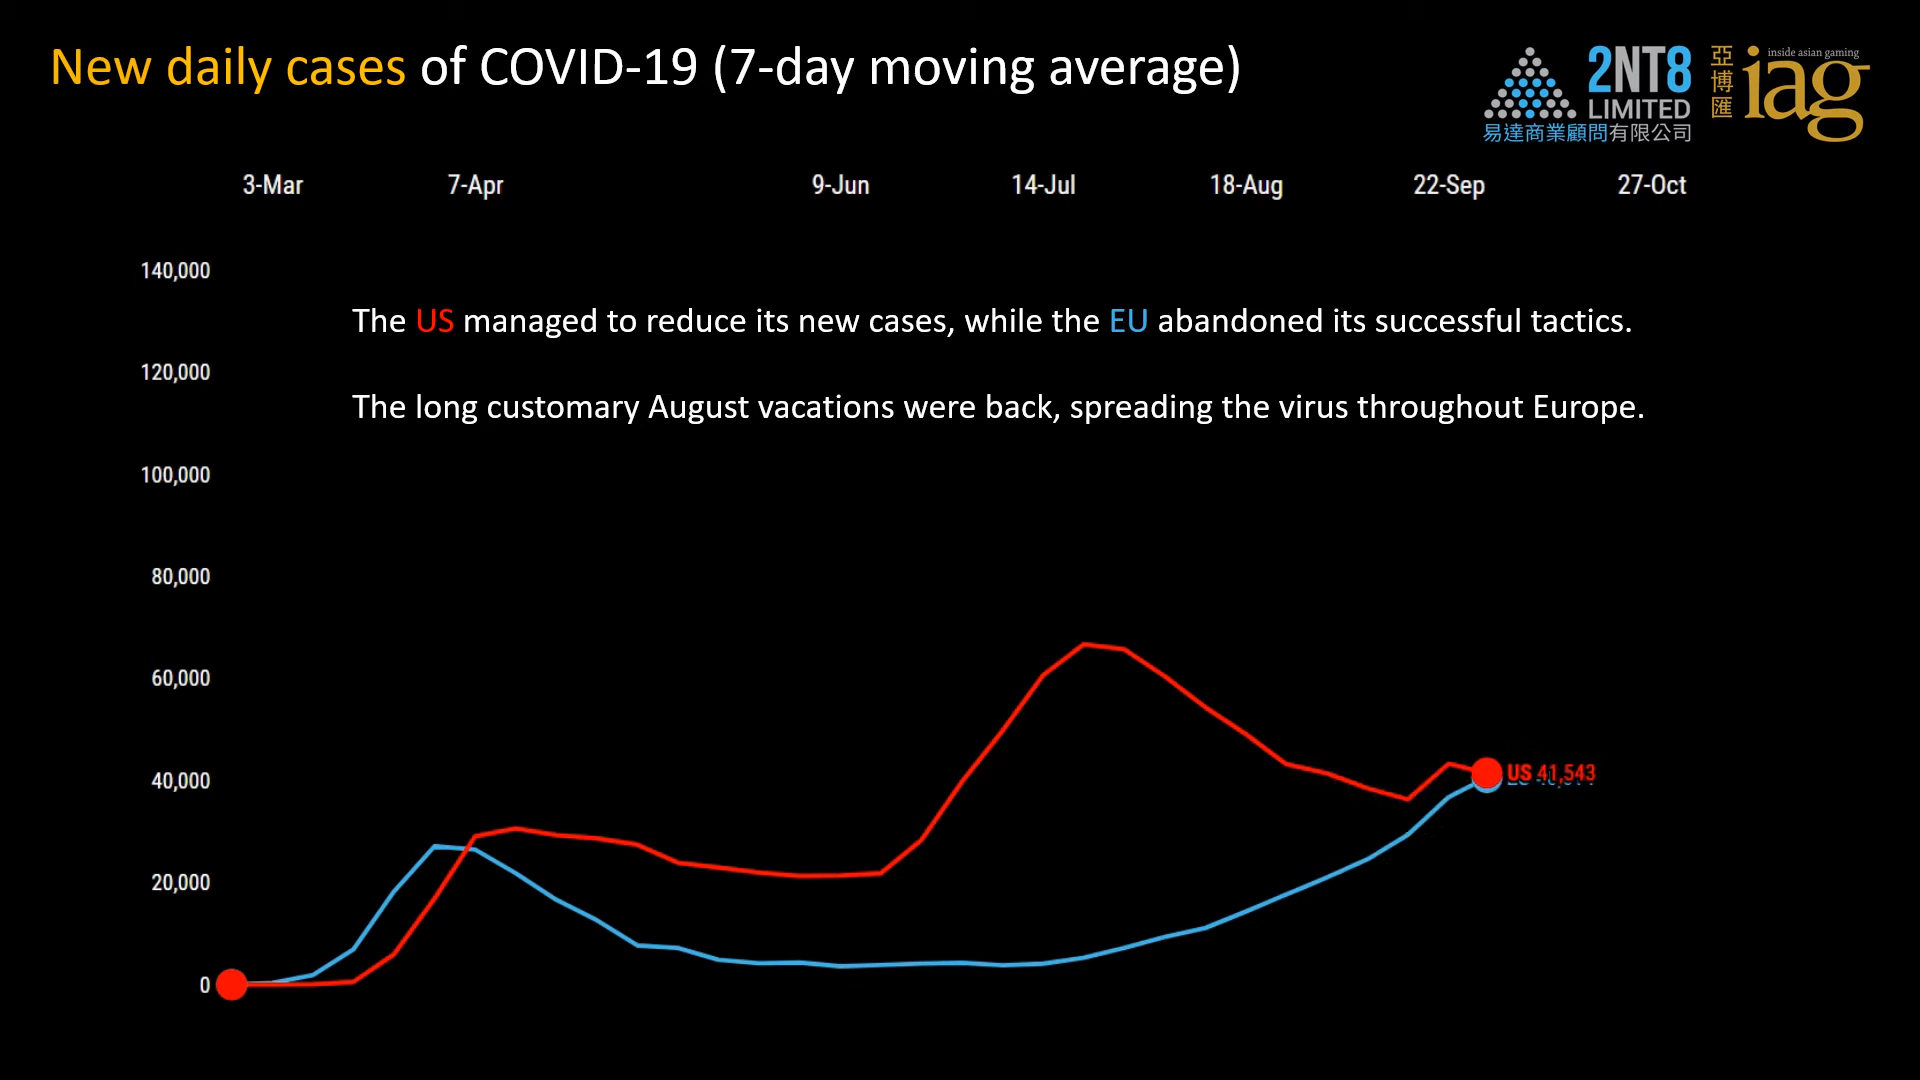 New daily cases of COVID-19 (7-day moving average)
2NT8
LIMITED
易達商業顧問有限公司
亞博匯
inside asian gaming
iag
3-Mar 7-Apr 9-Jun 14-Jul 18-Aug 22-Sep 27-Oct
140,000
The US managed to reduce its new cases, while the EU abandoned its successful tactics.
120,000
The long customary August vacations were back, spreading the virus throughout Europe.
100,000
80,000
60,000
40,000
US 41,543
20,000
0